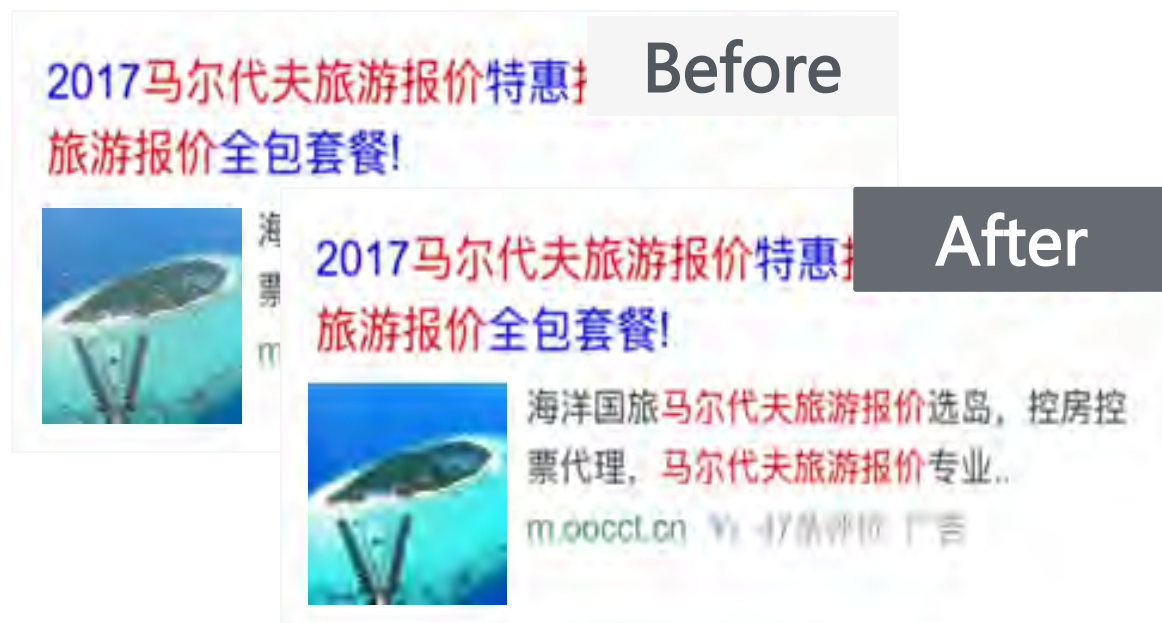 Before
2017马尔代夫旅游报价特惠
旅游报价全包套餐!
海
票
m
After
2017马尔代夫旅游报价特惠
旅游报价全包套餐!
海洋国旅马尔代夫旅游报价选岛，控房控
票代理，马尔代夫旅游报价专业..
m.oocct.cn 广告